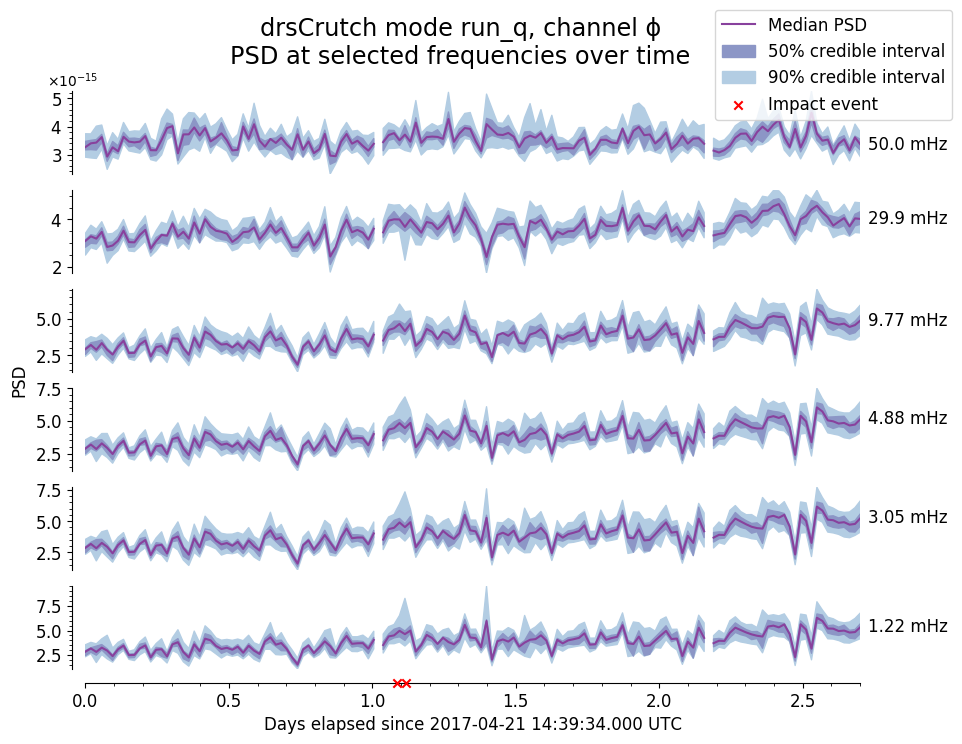 drsCrutch mode run_q, channel ϕ
PSD at selected frequencies over time
Median PSD
50% credible interval
90% credible interval
Impact event
×10⁻¹⁵
5
4
3
50.0 mHz
4
2
29.9 mHz
5.0
2.5
9.77 mHz
PSD
7.5
5.0
2.5
4.88 mHz
7.5
5.0
2.5
3.05 mHz
7.5
5.0
2.5
1.22 mHz
0.0 0.5 1.0 1.5 2.0 2.5
Days elapsed since 2017-04-21 14:39:34.000 UTC